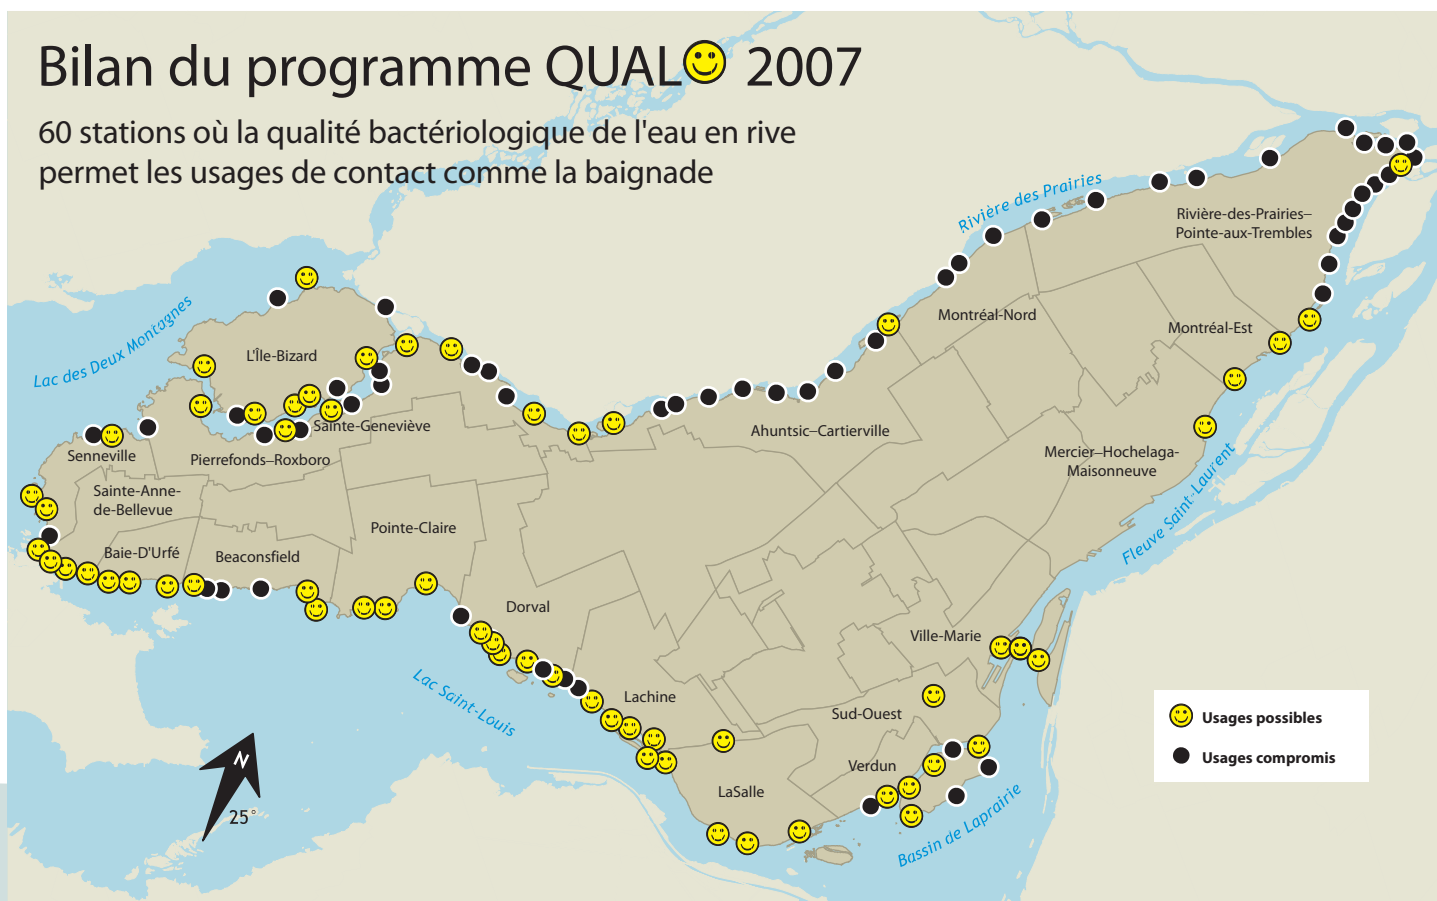 Bilan du programme QUAL 2007
60 stations où la qualité bactériologique de l'eau en rive
permet les usages de contact comme la baignade
Rivière des Prairies
Rivière-des-Prairies–
Pointe-aux-Trembles
Lac des Deux Montagnes
Montréal-Nord
Montréal-Est
L'Île-Bizard
Sainte-Geneviève
Ahuntsic–Cartierville
Senneville
Pierrefonds–Roxboro
Mercier–Hochelaga-
Maisonneuve
Sainte-Anne-
de-Bellevue
Fleuve Saint-Laurent
Pointe-Claire
Baie-D'Urfé
Beaconsfield
Dorval
Ville-Marie
Lac Saint-Louis
Lachine
Sud-Ouest
Usages possibles
N
Verdun
Usages compromis
LaSalle
25°
Bassin de Laprairie